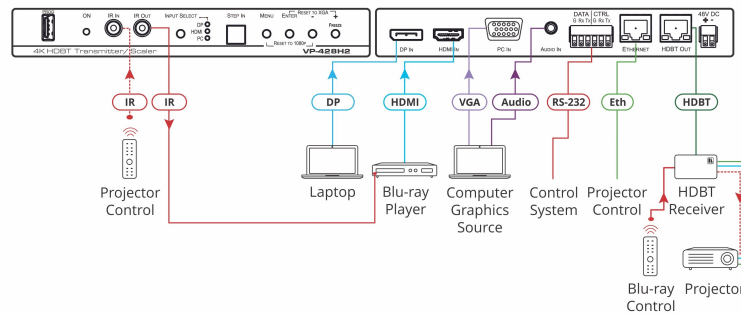 PROG
ON
IR IN
IR OUT
INPUT SELECT
DP
HDMI
PC
STEP IN
MENU
ENTER
-
+
FREEZE
RESET TO XGA
RESET TO 1080P
4K HDBT Transmitter/Scaler
VP-428H2
DP IN
HDMI IN
PC IN
AUDIO IN
DATA CTRL
G Rx Tx G Rx Tx
ETHERNET
HDBT OUT
48V DC
+ -
IR
IR
DP
HDMI
VGA
Audio
RS-232
Eth
HDBT
Projector
Control
Laptop
Blu-ray
Player
Computer
Graphics
Source
Control
System
Projector
Control
HDBT
Receiver
Blu-ray
Control
Projector